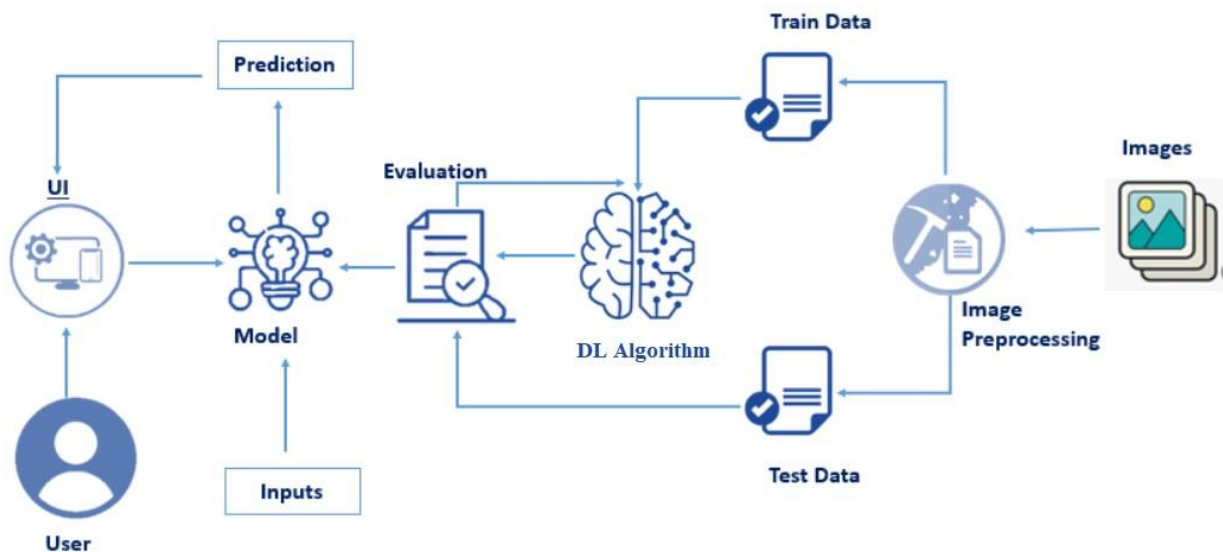 Train Data
Prediction
Images
Evaluation
UI
Image
Preprocessing
Model
DL Algorithm
Test Data
Inputs
User